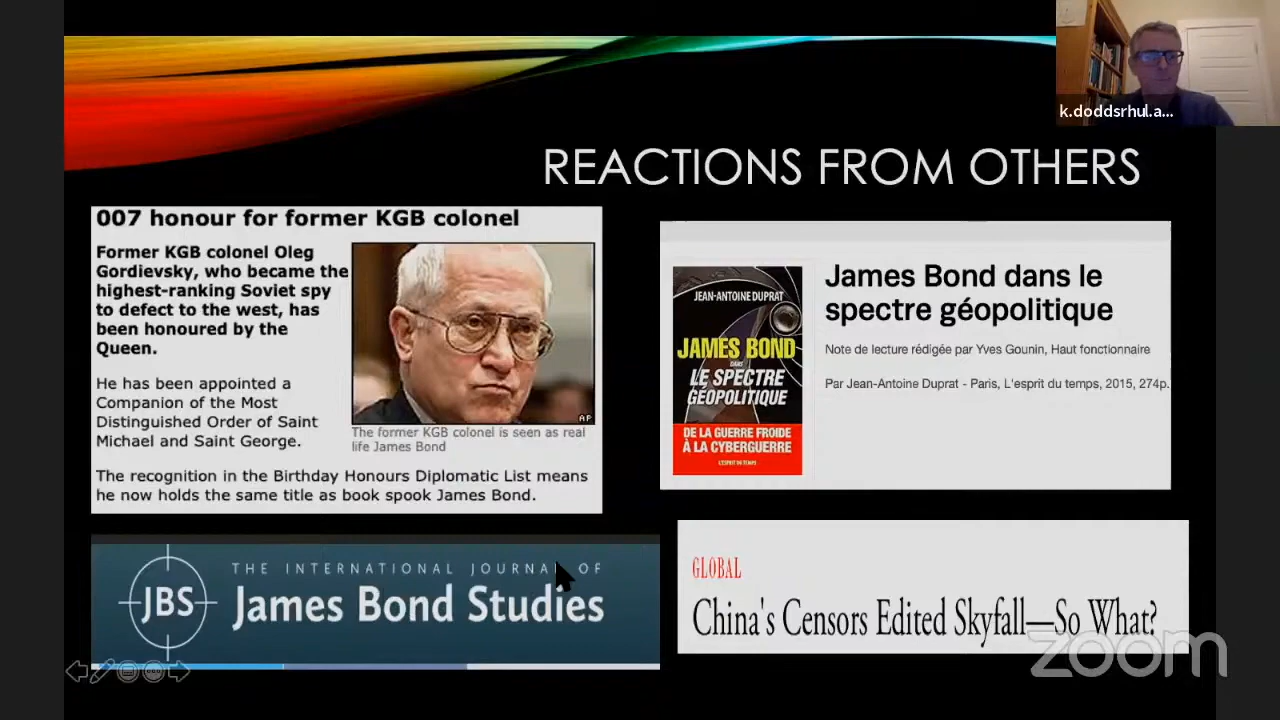 k.doddsrhul.a...
REACTIONS FROM OTHERS
007 honour for former KGB colonel
Former KGB colonel Oleg
Gordievsky, who became the
highest-ranking Soviet spy
to defect to the west, has
been honoured by the
Queen.
He has been appointed a
Companion of the Most
Distinguished Order of Saint
Michael and Saint George.
AP
The former KGB colonel is seen as real
life James Bond
The recognition in the Birthday Honours Diplomatic List means
he now holds the same title as book spook James Bond.
JEAN-ANTOINE DUPRAT
JAMES BOND
DANS
LE SPECTRE
GÉOPOLITIQUE
DE LA GUERRE FROIDE
À LA CYBERGUERRE
L'ESPRIT DU TEMPS
James Bond dans le
spectre géopolitique
Note de lecture rédigée par Yves Gounin, Haut fonctionnaire
Par Jean-Antoine Duprat - Paris, L'esprit du temps, 2015, 274p.
JBS
THE INTERNATIONAL JOURNAL OF
James Bond Studies
GLOBAL
China's Censors Edited Skyfall—So What?
zoom